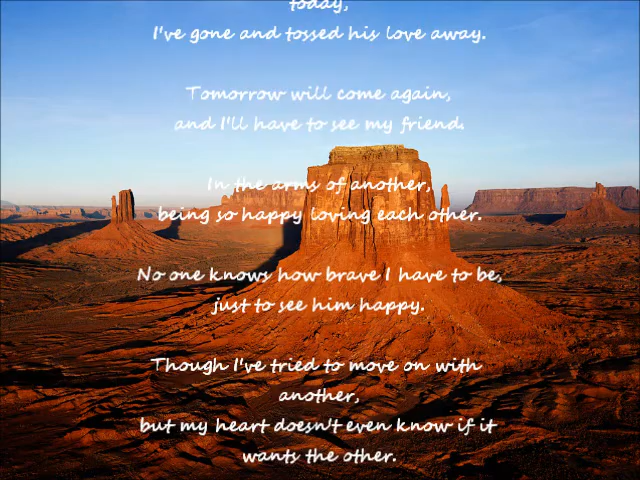 today,
I've gone and tossed his love away.
Tomorrow will come again,
and I'll have to see my friend.
In the arms of another,
being so happy loving each other.
No one knows how brave I have to be,
just to see him happy.
Though I've tried to move on with
another,
but my heart doesn't even know if it
wants the other.